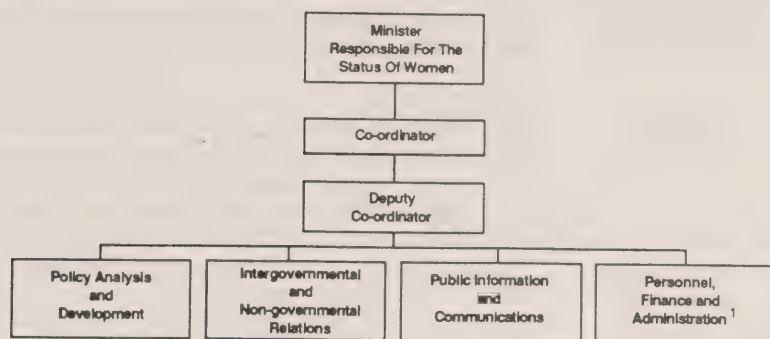 Minister
Responsible For The
Status Of Women
Co-ordinator
Deputy
Co-ordinator
Policy Analysis
and
Development
Intergovernmental
and
Non-governmental
Relations
Public Information
and
Communications
Personnel,
Finance and
Administration 1